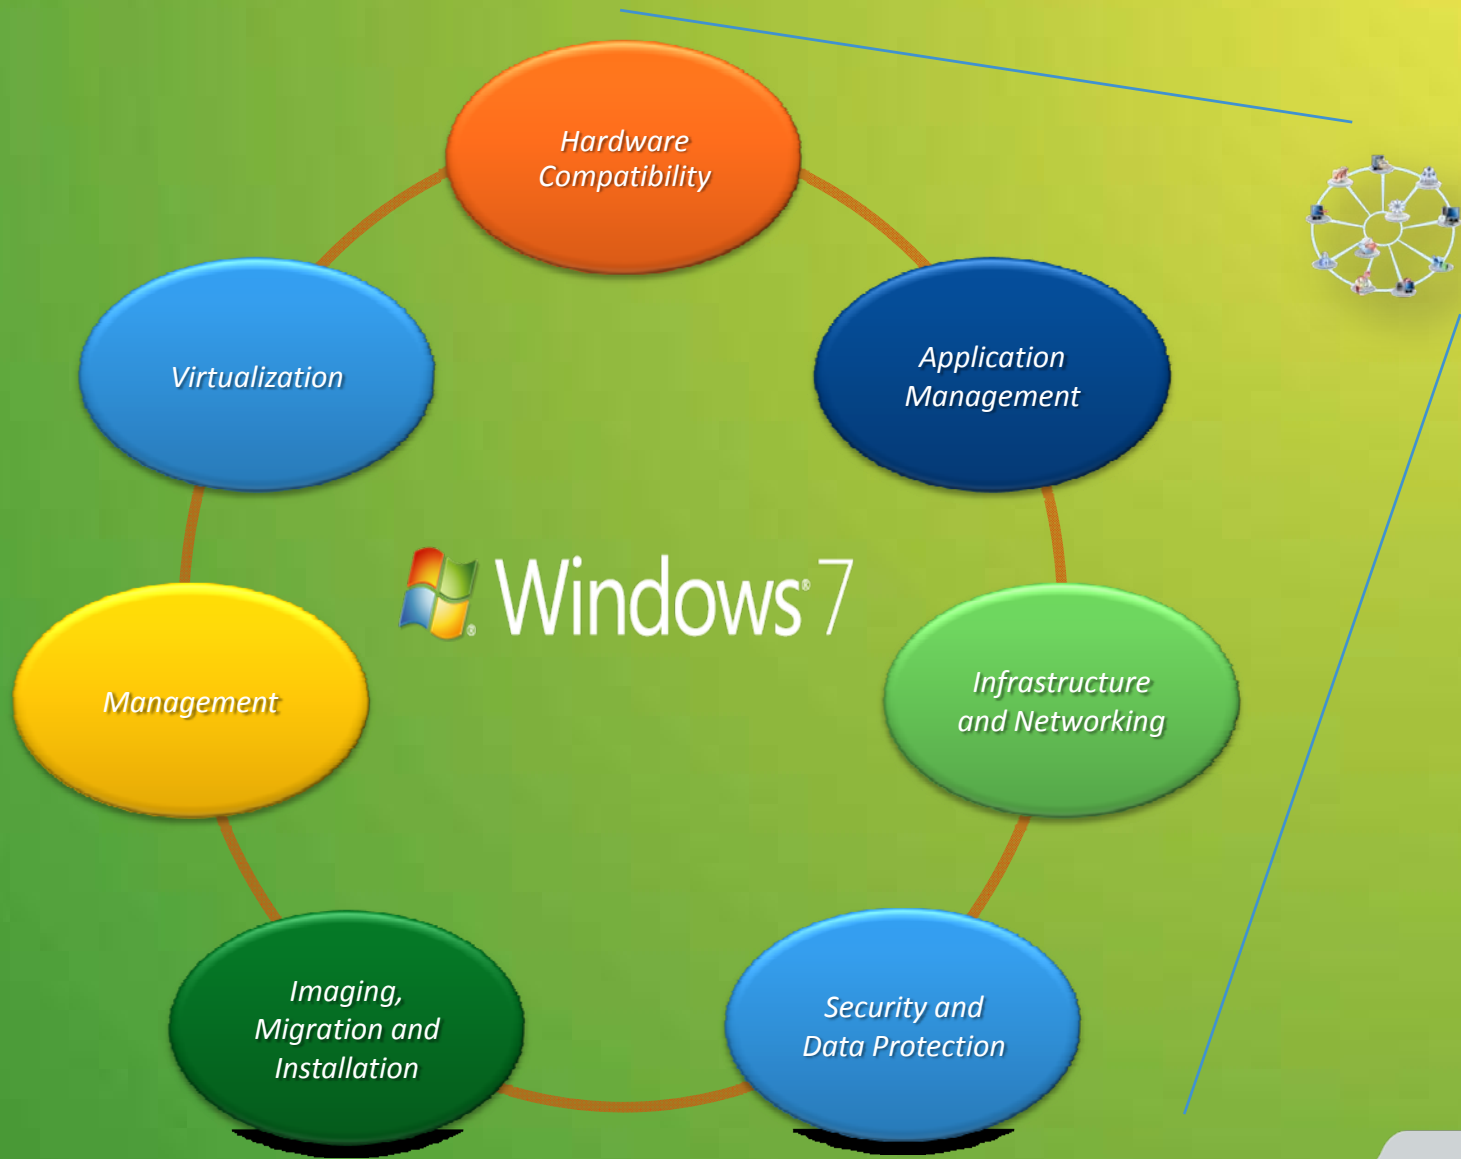 Hardware
Compatibility
Application
Management
Virtualization
Windows® 7
Infrastructure
and Networking
Management
Imaging,
Migration and
Installation
Security and
Data Protection